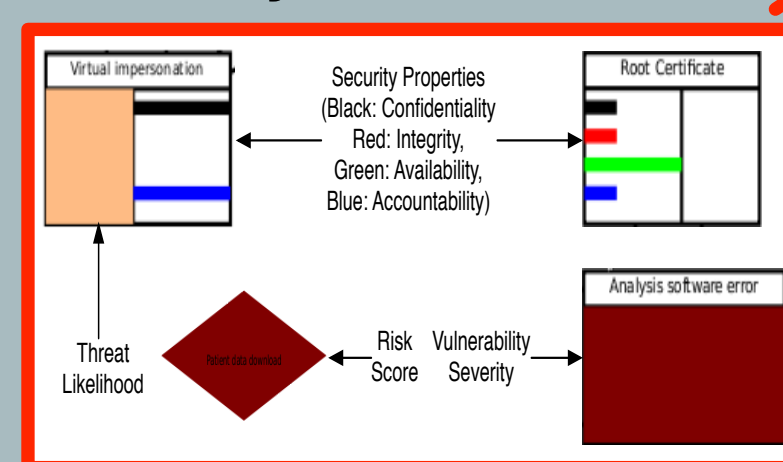 Virtual impersonation
Security Properties
(Black: Confidentiality
Red: Integrity,
Green: Availability,
Blue: Accountability)
Root Certificate
Threat
Likelihood
Patient data download
Risk
Score
Vulnerability
Severity
Analysis software error